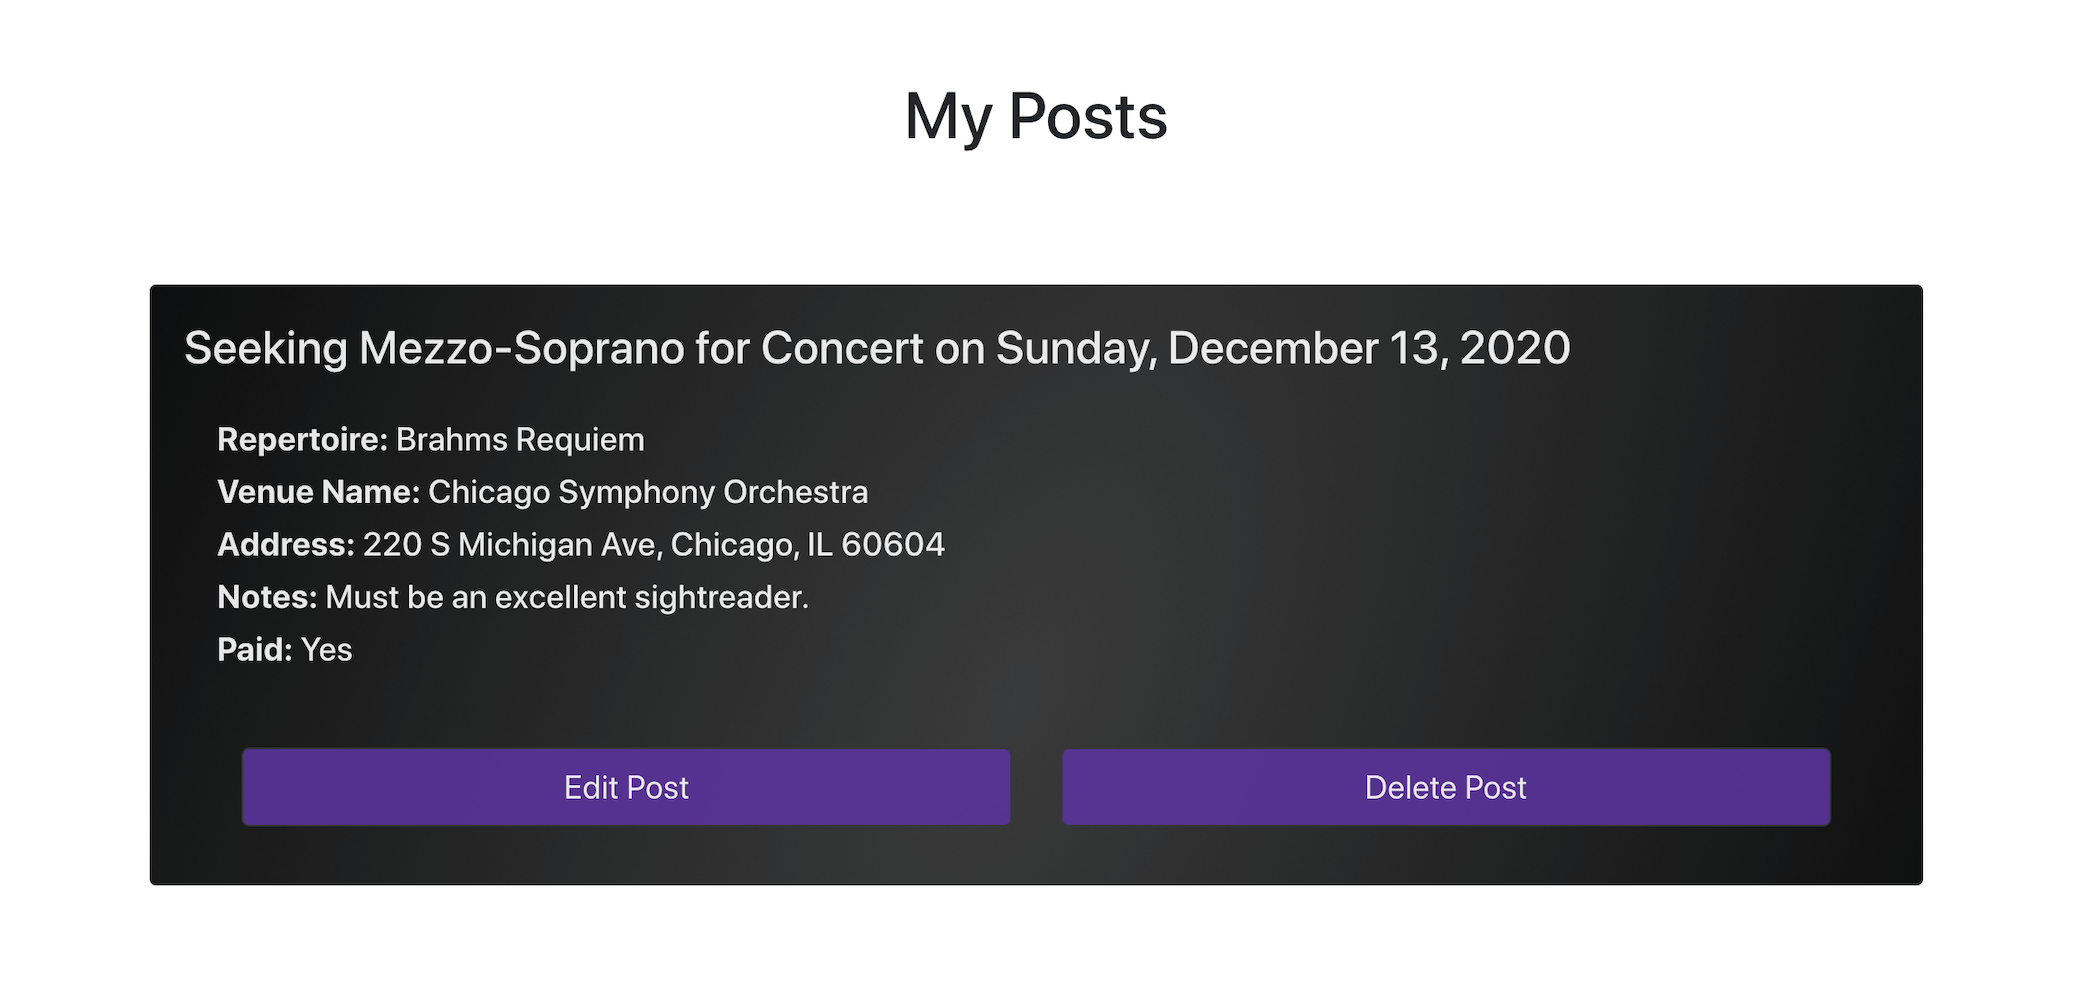 My Posts
Seeking Mezzo-Soprano for Concert on Sunday, December 13, 2020
Repertoire: Brahms Requiem
Venue Name: Chicago Symphony Orchestra
Address: 220 S Michigan Ave, Chicago, IL 60604
Notes: Must be an excellent sightreader.
Paid: Yes
Edit Post
Delete Post